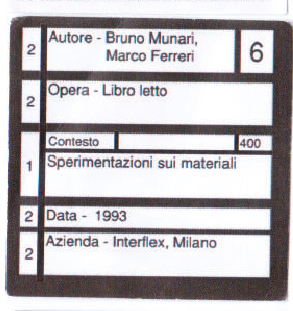 2 Autore - Bruno Munari, 6
Marco Ferreri
2 Opera - Libro letto
Contesto 400
1 Sperimentazioni sui materiali
2 Data - 1993
2 Azienda - Interflex, Milano